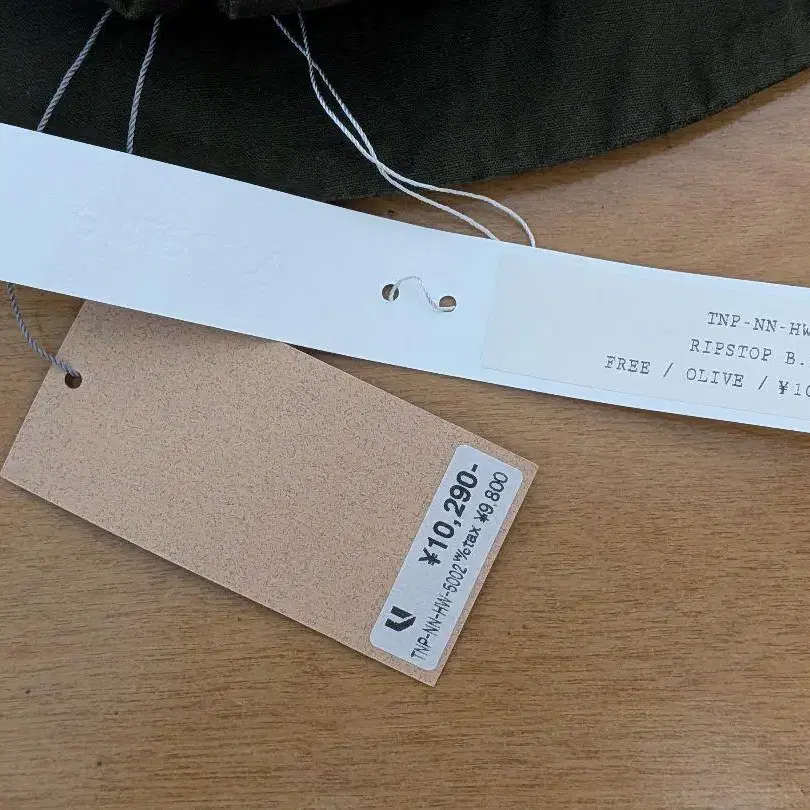 TNP-NN-HW
RIPSTOP B.
FREE / OLIVE / ¥10
¥10,290-
TNP-NN-HW-5002 w/o tax ¥9,800